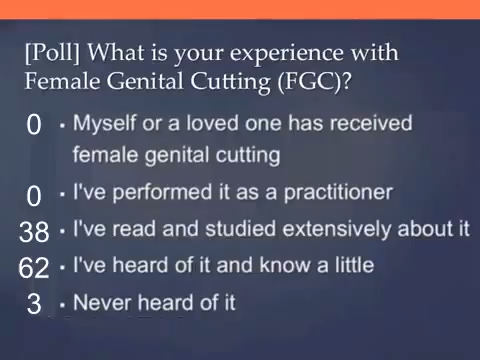 [Poll] What is your experience with
Female Genital Cutting (FGC)?
0 • Myself or a loved one has received
female genital cutting
0 • I've performed it as a practitioner
38 • I've read and studied extensively about it
62 • I've heard of it and know a little
3 • Never heard of it